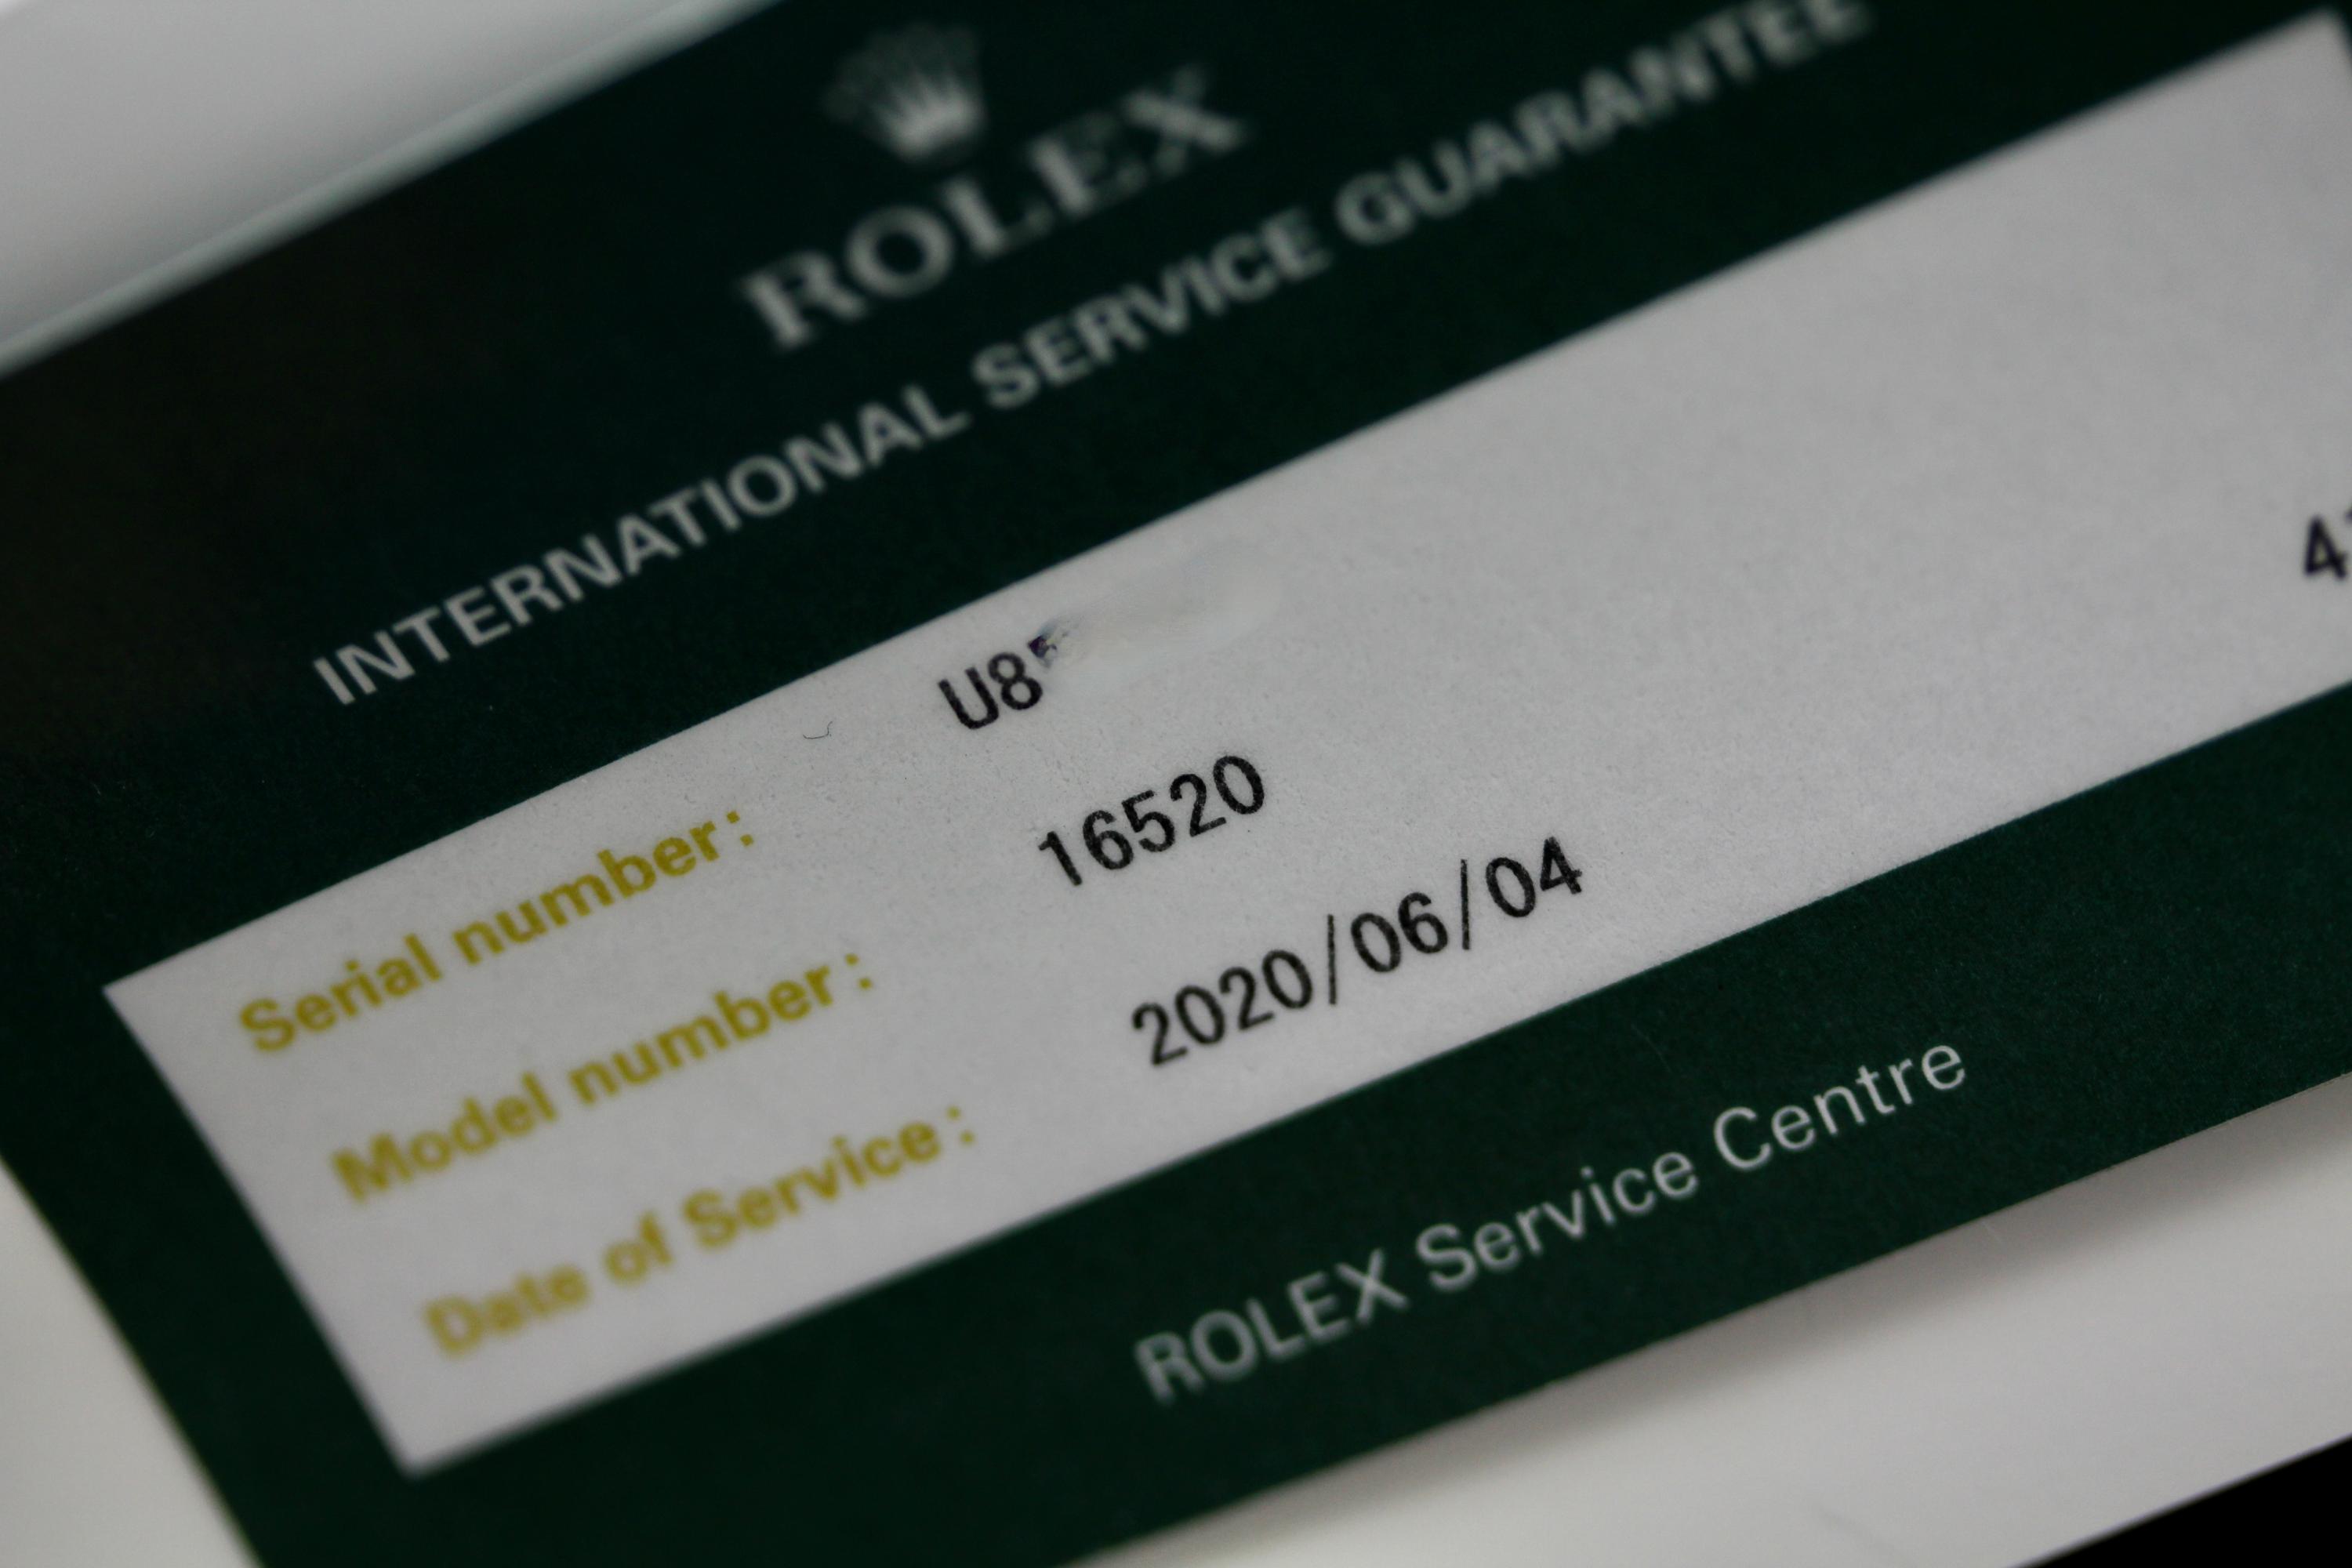 ROLEX
INTERNATIONAL SERVICE GUARANTEE
Serial number: U8
Model number: 16520
Date of Service: 2020/06/04
4
ROLEX Service Centre